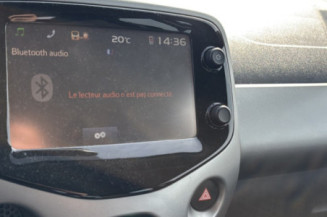 20°C 14:36
Bluetooth audio
Le lecteur audio n'est pas connecté